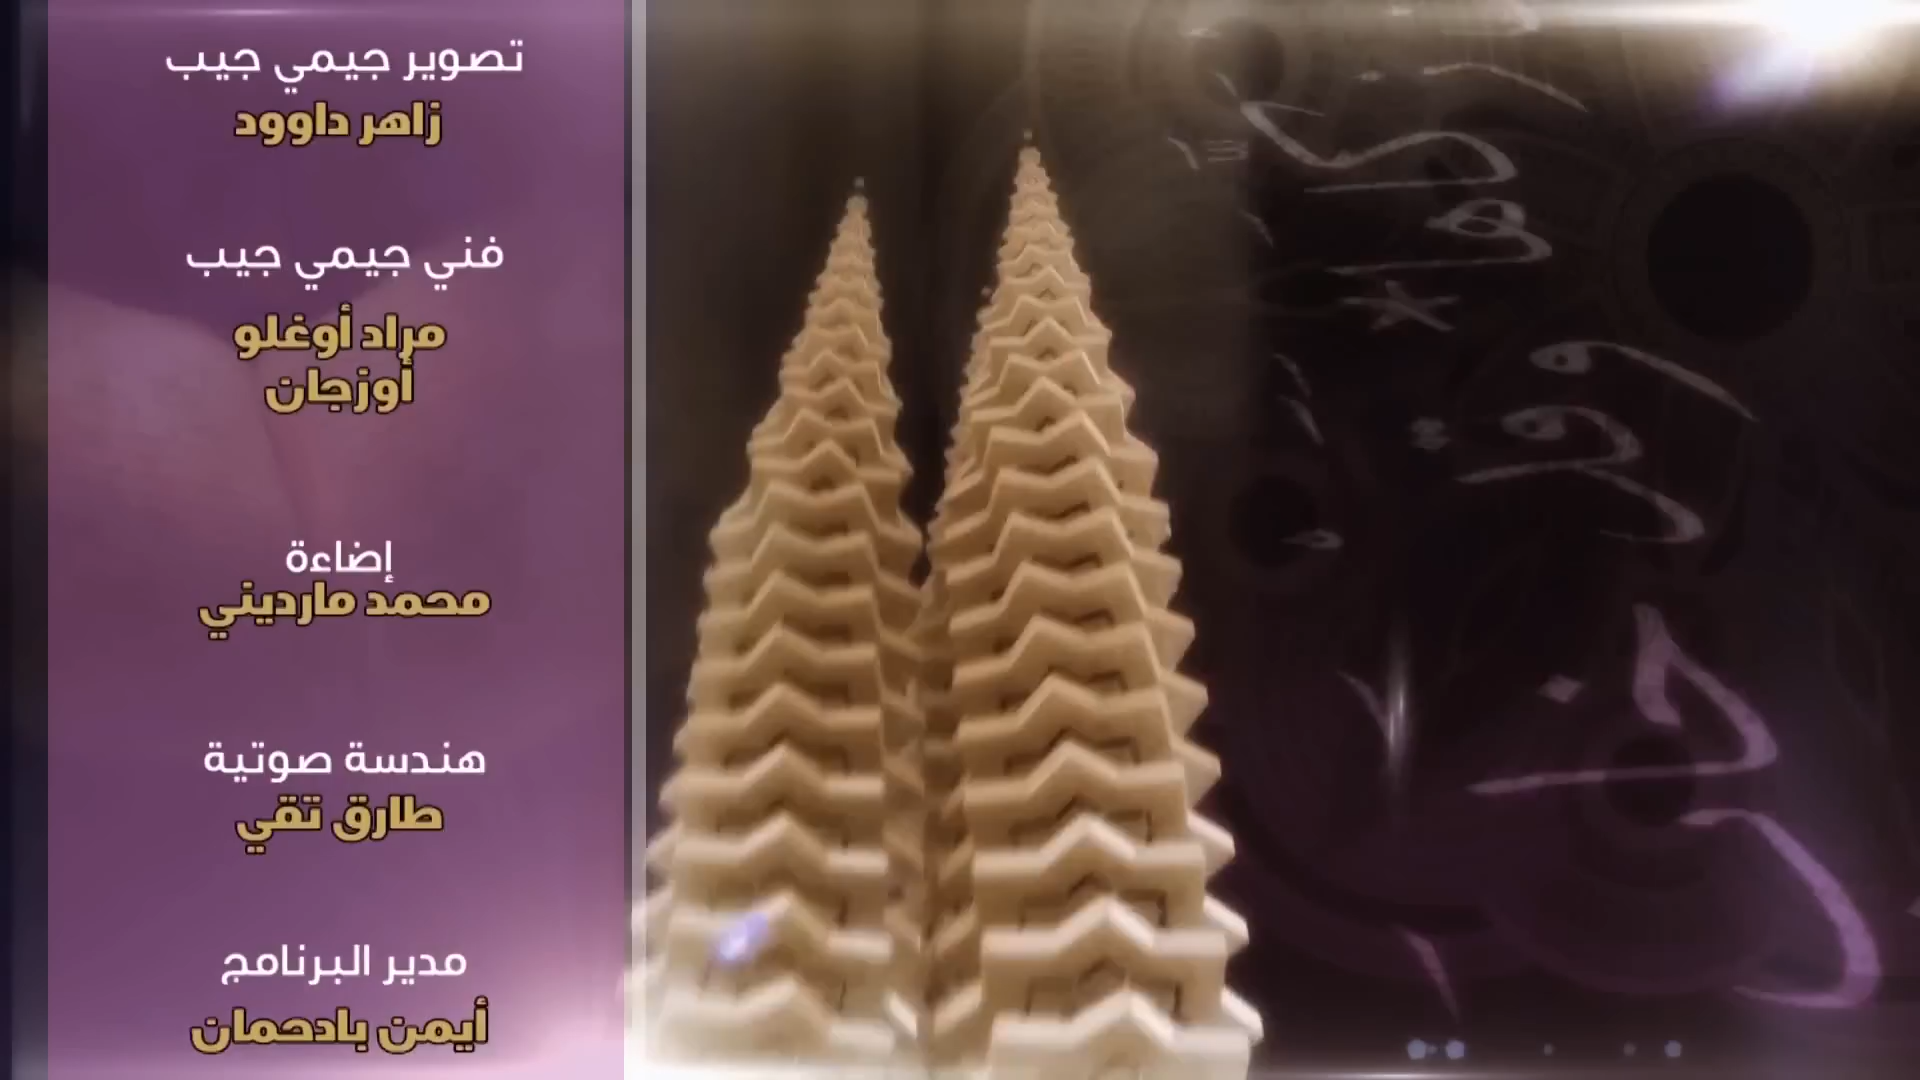 تصوير جيمي جيب
زاهر داوود
فني جيمي جيب
مراد أوغلو
أوزجان
إضاءة
محمد مارديني
هندسة صوتية
طارق تقي
مدير البرنامج
أيمن بادحمان